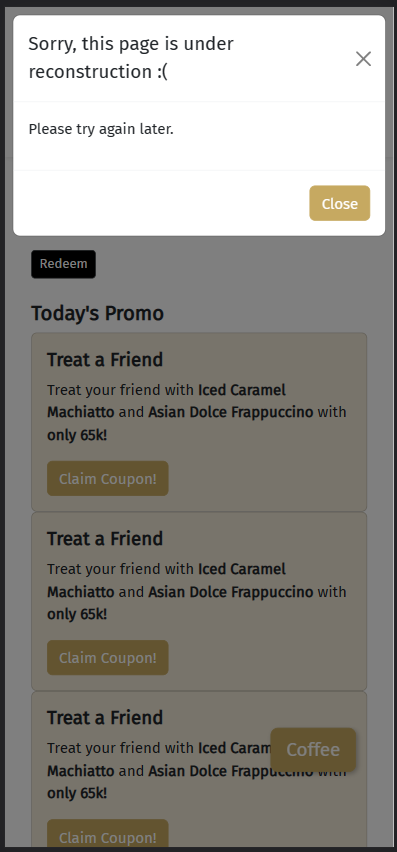 Sorry, this page is under
reconstruction :(
Please try again later.
Close
Redeem
Today's Promo
Treat a Friend
Treat your friend with Iced Caramel
Machiatto and Asian Dolce Frappuccino with
only 65k!
Claim Coupon!
Treat a Friend
Treat your friend with Iced Caramel
Machiatto and Asian Dolce Frappuccino with
only 65k!
Claim Coupon!
Treat a Friend
Treat your friend with Iced
Coffee
Machiatto and Asian Dolce Frappuccino with
only 65k!
Claim Coupon!